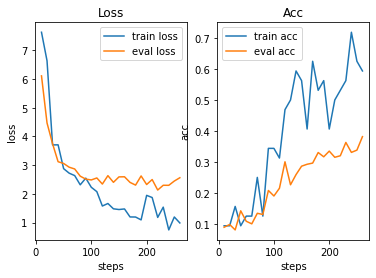 Loss
train loss
eval loss
7
6
5
4
3
2
1
loss
0
100
200
steps
Acc
train acc
eval acc
0.7
0.6
0.5
0.4
0.3
0.2
0.1
acc
0
100
200
steps